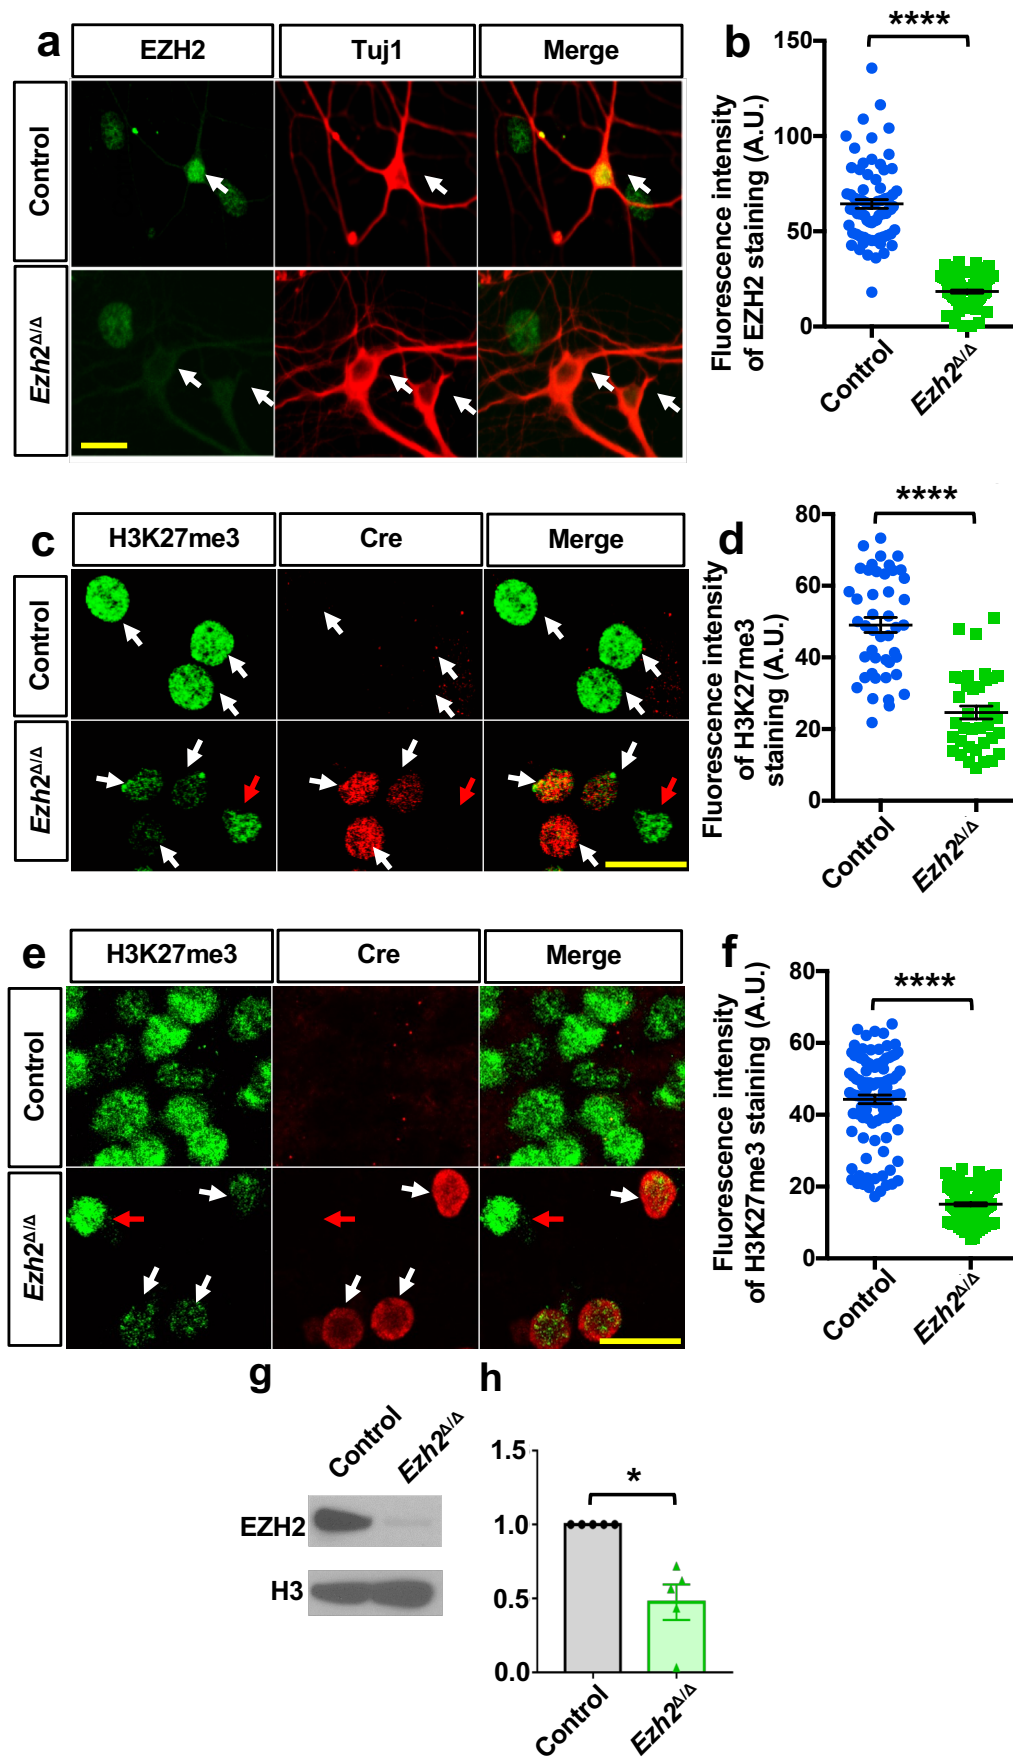 a
EZH2
Tuj1
Merge
Control
Ezh2Δ/Δ
b
****
Fluorescence intensity
of EZH2 staining (A.U.)
150
100
50
0
Control
Ezh2Δ/Δ
c
H3K27me3
Cre
Merge
Control
Ezh2Δ/Δ
d
****
Fluorescence intensity
of H3K27me3
staining (A.U.)
80
60
40
20
0
Control
Ezh2Δ/Δ
e
H3K27me3
Cre
Merge
Control
Ezh2Δ/Δ
f
****
Fluorescence intensity
of H3K27me3 staining (A.U.)
80
60
40
20
0
Control
Ezh2Δ/Δ
g
Control
Ezh2Δ/Δ
EZH2
H3
h
*
1.5
1.0
0.5
0.0
Control
Ezh2Δ/Δ